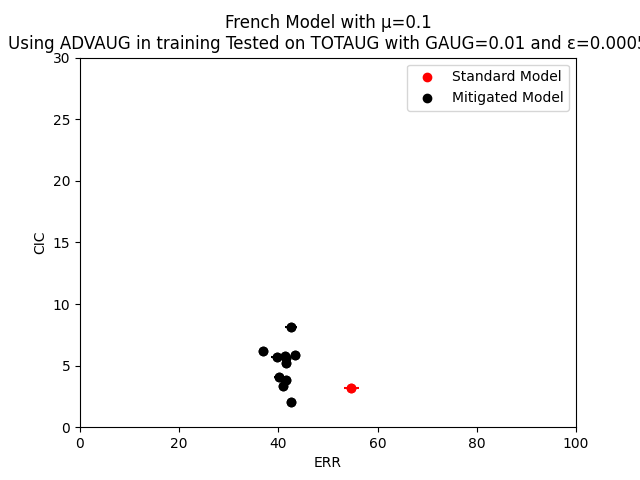 French Model with μ=0.1
Using ADVAUG in training Tested on TOTAUG with GAUG=0.01 and ε=0.0005
30
25
20
15
10
5
0
CIC
Standard Model
Mitigated Model
0 20 40 60 80 100
ERR